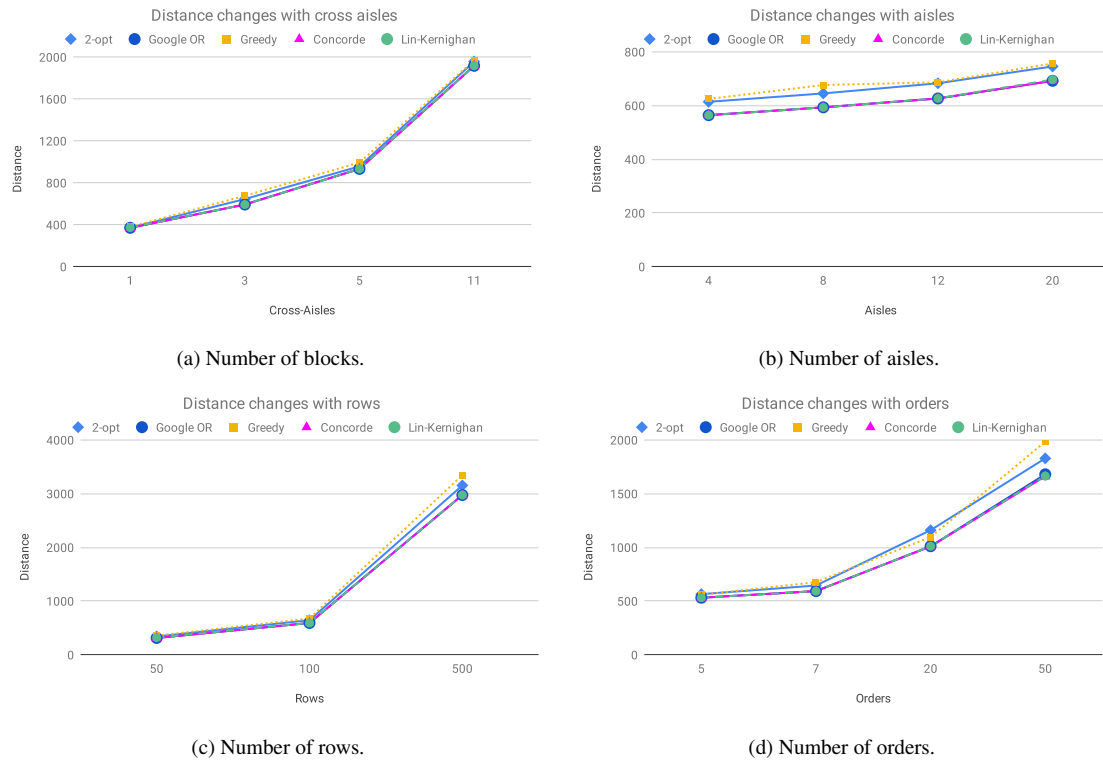 Distance changes with cross aisles
2-opt Google OR Greedy Concorde Lin-Kernighan
2000
1600
1200
800
400
0
Distance
1 3 5 11
Cross-Aisles
(a) Number of blocks.
Distance changes with aisles
2-opt Google OR Greedy Concorde Lin-Kernighan
800
600
400
200
0
Distance
4 8 12 20
Aisles
(b) Number of aisles.
Distance changes with rows
2-opt Google OR Greedy Concorde Lin-Kernighan
4000
3000
2000
1000
0
Distance
50 100 500
Rows
(c) Number of rows.
Distance changes with orders
2-opt Google OR Greedy Concorde Lin-Kernighan
2000
1500
1000
500
0
Distance
5 7 20 50
Orders
(d) Number of orders.